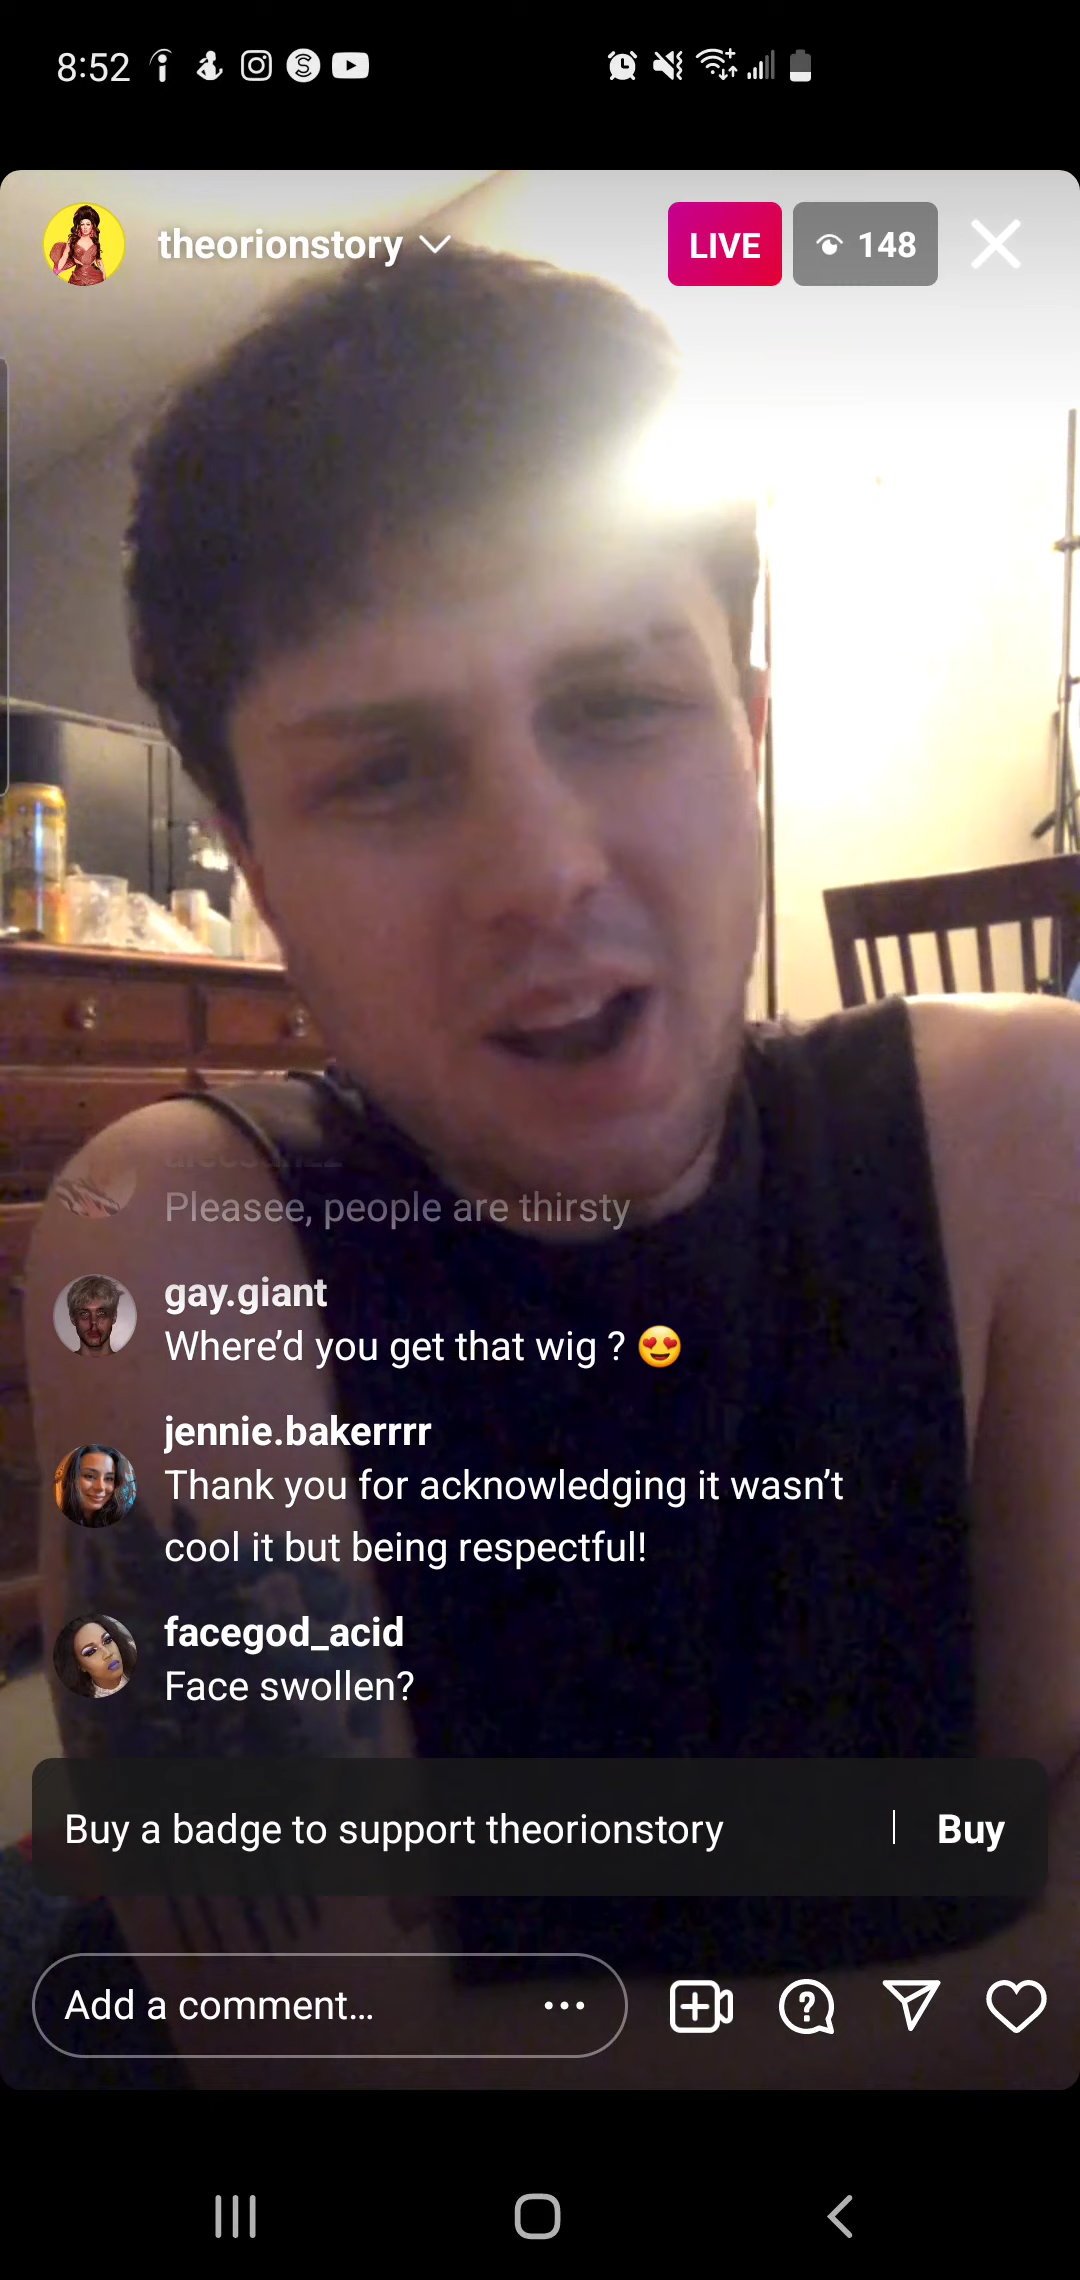 8:52
theorionstory
LIVE
148
Pleasee, people are thirsty
gay.giant
Where'd you get that wig ? 😍
jennie.bakerrrr
Thank you for acknowledging it wasn't
cool it but being respectful!
facegod_acid
Face swollen?
Buy a badge to support theorionstory | Buy
Add a comment...